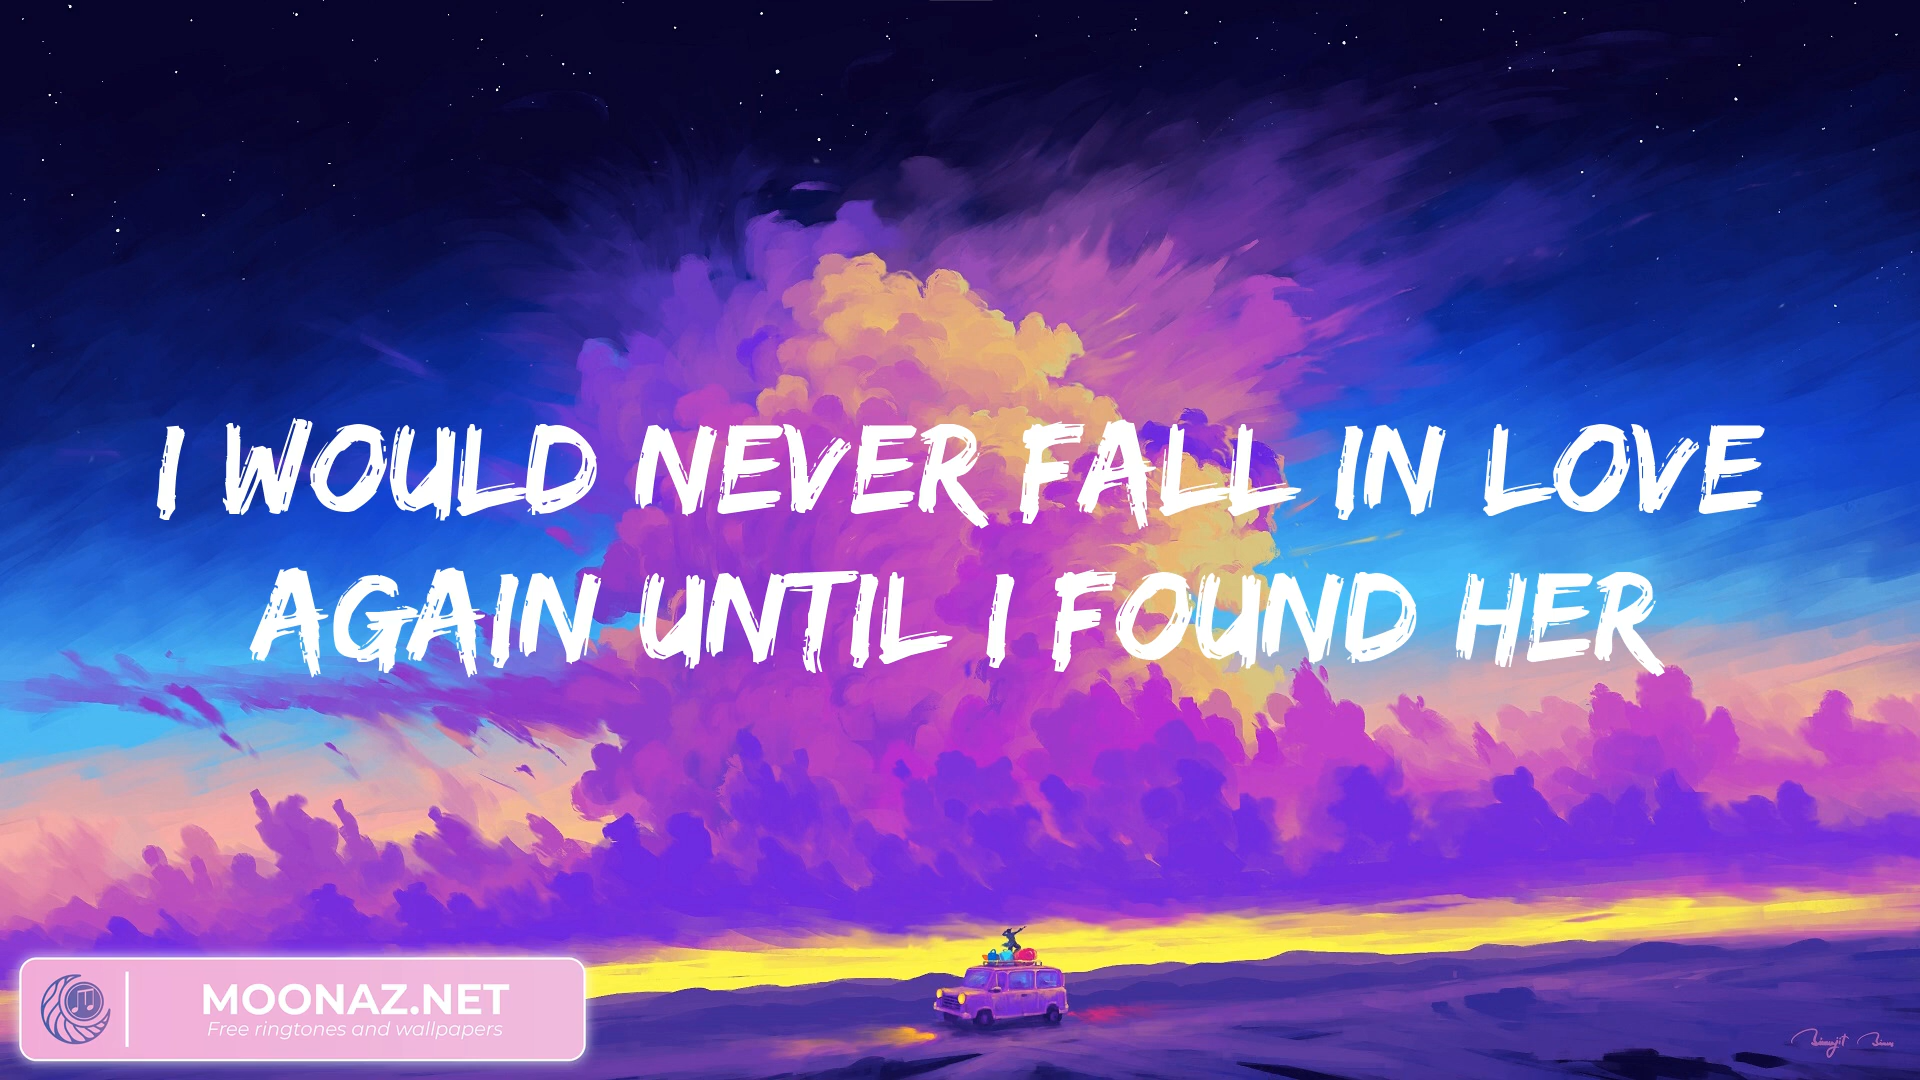 I WOULD NEVER FALL IN LOVE
AGAIN UNTIL I FOUND HER
MOONAZ.NET
Free ringtones and wallpapers